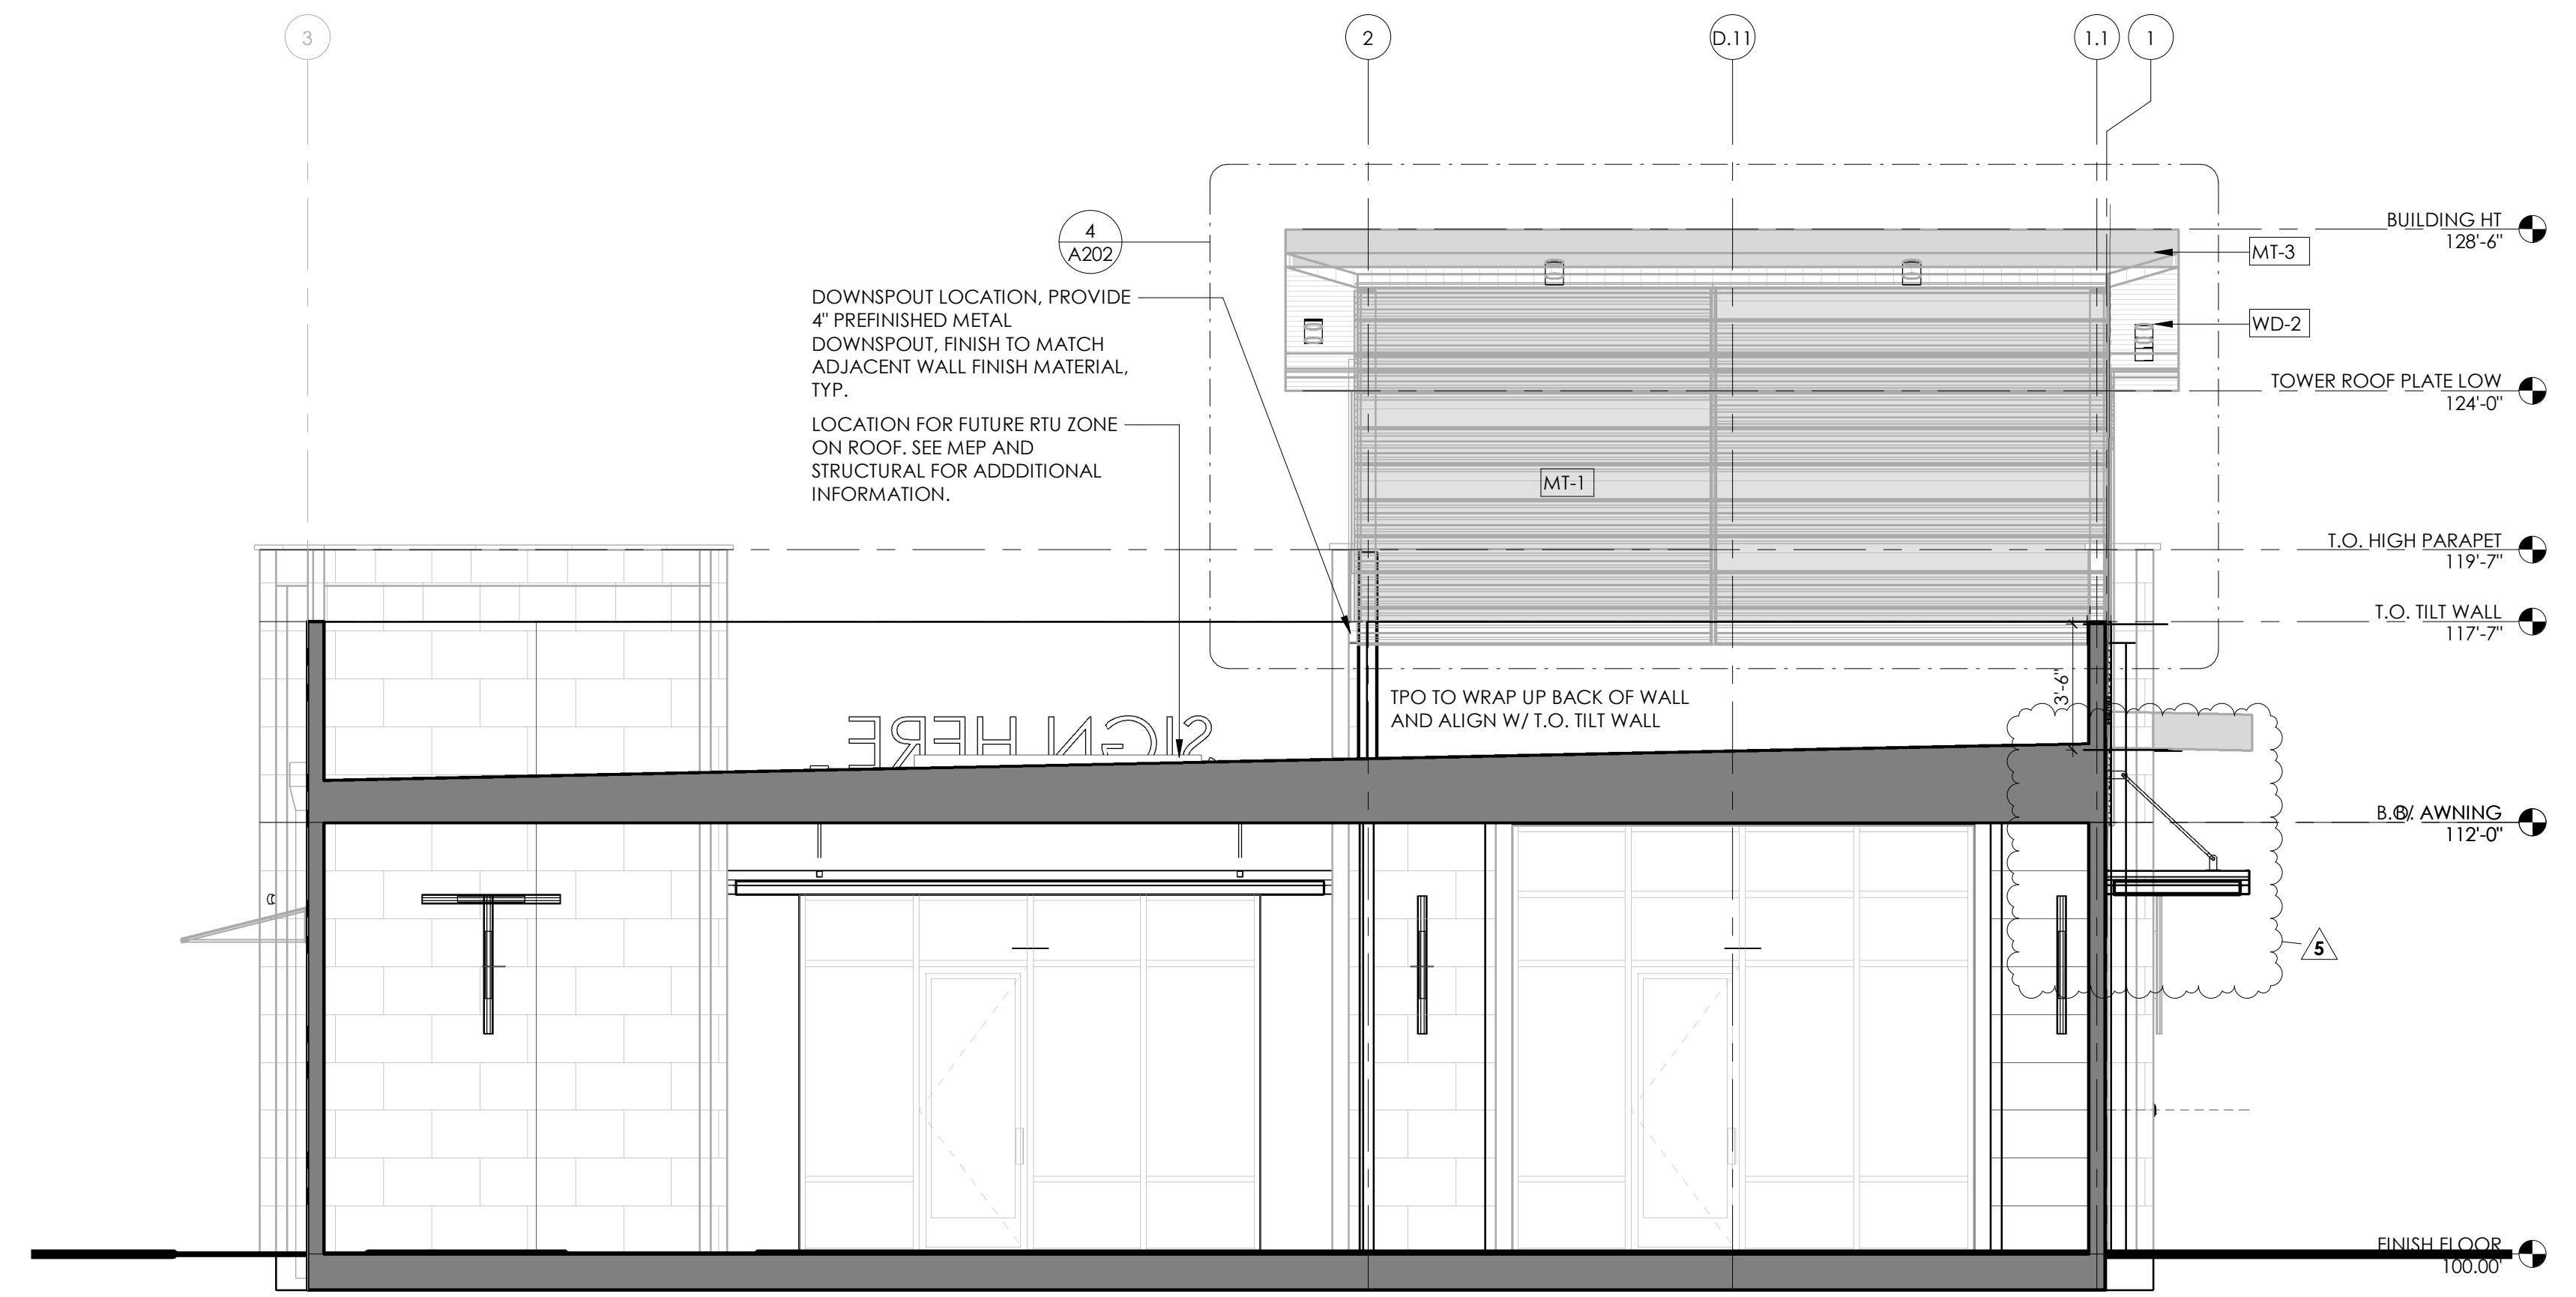 3
2
D.11
1.1
1
4
A202
BUILDING HT
128'-6"
MT-3
DOWNSPOUT LOCATION, PROVIDE
4" PREFINISHED METAL
DOWNSPOUT, FINISH TO MATCH
ADJACENT WALL FINISH MATERIAL,
TYP.
WD-2
TOWER ROOF PLATE LOW
124'-0"
LOCATION FOR FUTURE RTU ZONE
ON ROOF. SEE MEP AND
STRUCTURAL FOR ADDDITIONAL
INFORMATION.
MT-1
T.O. HIGH PARAPET
119'-7"
T.O. TILT WALL
117'-7"
3'-6"
TPO TO WRAP UP BACK OF WALL
AND ALIGN W/ T.O. TILT WALL
SIGN HERE
AWNING
112'-0"
5
FINISH FLOOR
100.00'